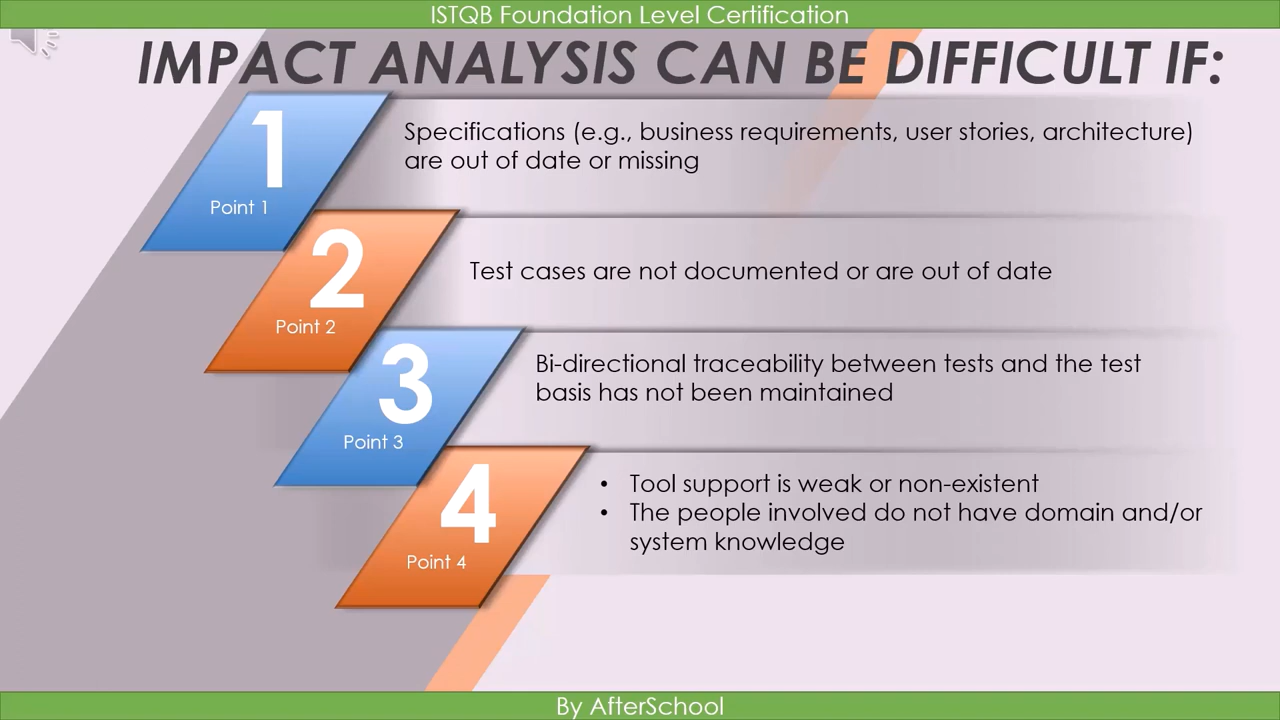 ISTQB Foundation Level Certification
IMPACT ANALYSIS CAN BE DIFFICULT IF:
1
Point 1
Specifications (e.g., business requirements, user stories, architecture)
are out of date or missing
2
Point 2
Test cases are not documented or are out of date
3
Point 3
Bi-directional traceability between tests and the test
basis has not been maintained
4
Point 4
• Tool support is weak or non-existent
• The people involved do not have domain and/or
system knowledge
By AfterSchool